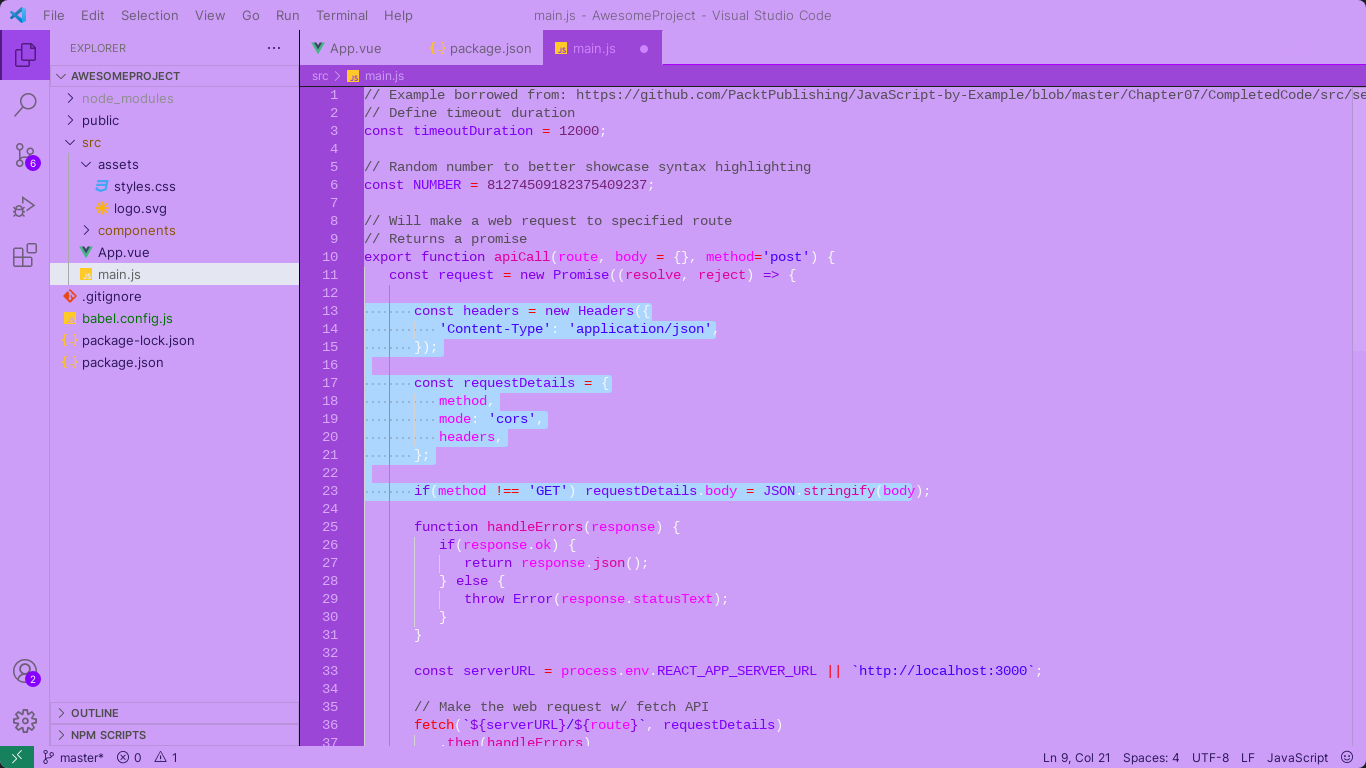 File Edit Selection View Go Run Terminal Help
main.js - AwesomeProject - Visual Studio Code
EXPLORER
AWESOMEPROJECT
node_modules
public
src
assets
styles.css
logo.svg
components
App.vue
main.js
.gitignore
babel.config.js
package-lock.json
package.json
OUTLINE
NPM SCRIPTS
6
2
App.vue
package.json
main.js
src
main.js
1 // Example borrowed from: https://github.com/PacktPublishing/JavaScript-by-Example/blob/master/Chapter07/CompletedCode/src/se
2 // Define timeout duration
3 const timeoutDuration = 12000;
4
5 // Random number to better showcase syntax highlighting
6 const NUMBER = 81274509182375409237;
7
8 // Will make a web request to specified route
9 // Returns a promise
10 export function apiCall(route, body = {}, method='post') {
11 const request = new Promise((resolve, reject) => {
12
13 const headers = new Headers({
14 'Content-Type': 'application/json',
15 });
16
17 const requestDetails = {
18 method,
19 mode: 'cors',
20 headers,
21 };
22
23 if(method !== 'GET') requestDetails.body = JSON.stringify(body);
24
25 function handleErrors(response) {
26 if(response.ok) {
27 return response.json();
28 } else {
29 throw Error(response.statusText);
30 }
31 }
32
33 const serverURL = process.env.REACT_APP_SERVER_URL || `http://localhost:3000`;
34
35 // Make the web request w/ fetch API
36 fetch(`${serverURL}/${route}`, requestDetails)
37 .then(handleErrors)
master* 0 1
Ln 9, Col 21 Spaces: 4 UTF-8 LF JavaScript